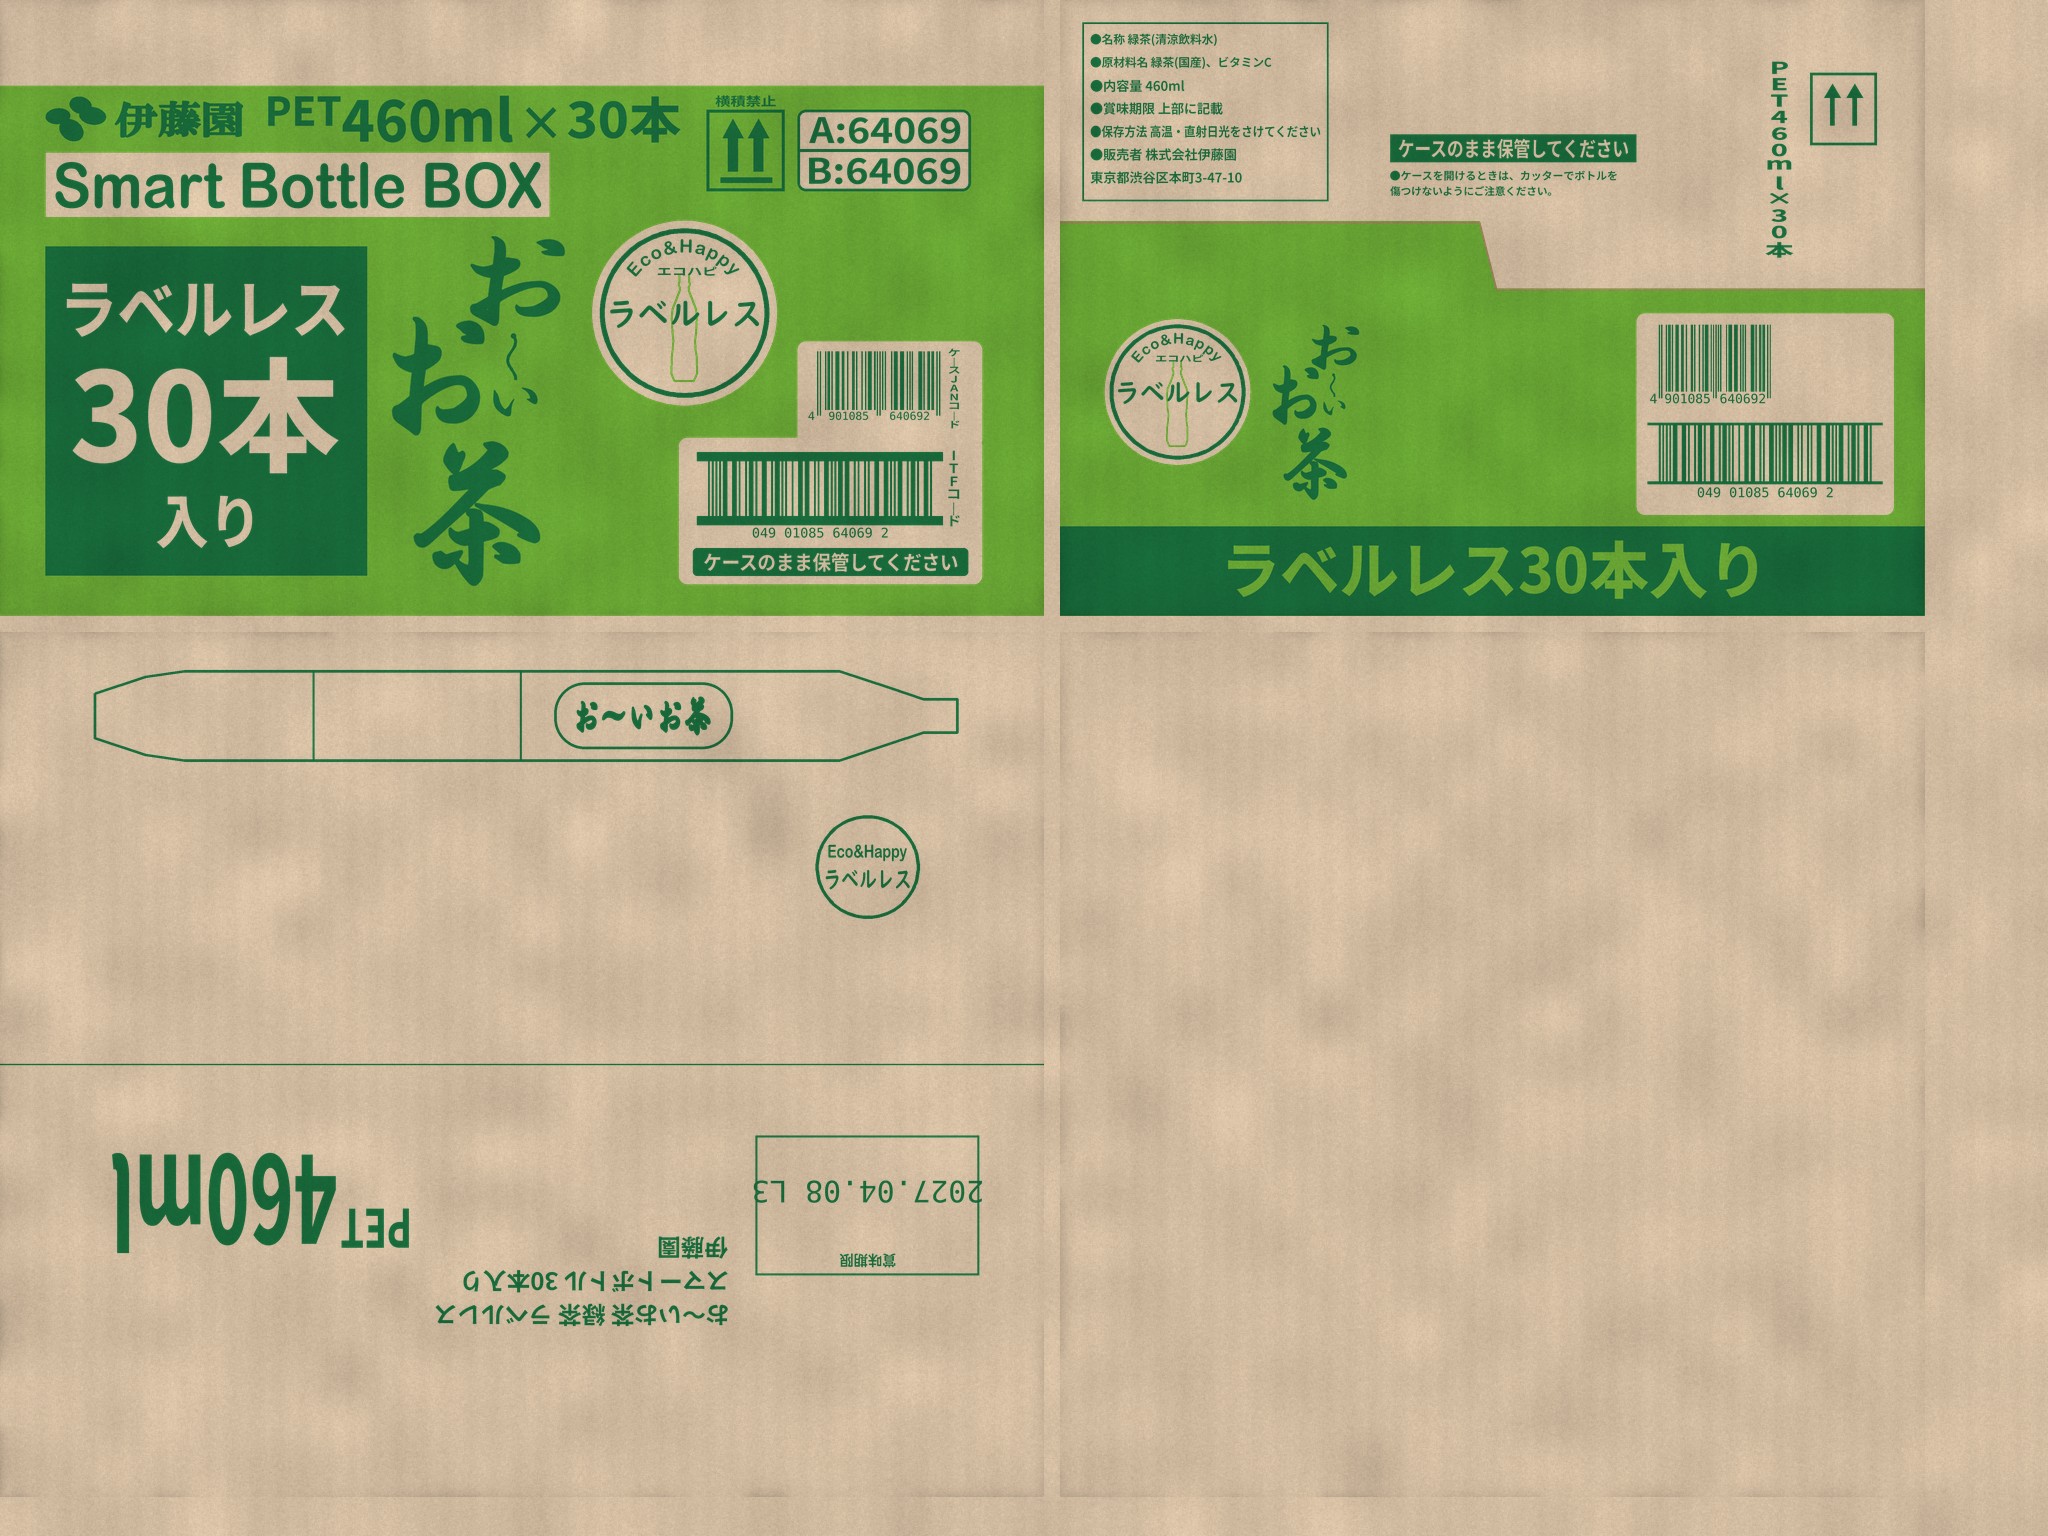 伊藤園 PET460ml×30本
横積禁止
A:64069
B:64069
Smart Bottle BOX
ラベルレス
30本
入り
お〜いお茶
Eco&Happy
エコハピ
ラベルレス
4 901085 640692
ケースJANコード
ITFコード
049 01085 64069 2
ケースのまま保管してください
●名称 緑茶(清涼飲料水)
●原材料名 緑茶(国産)、ビタミンC
●内容量 460ml
●賞味期限 上部に記載
●保存方法 高温・直射日光をさけてください
●販売者 株式会社伊藤園
東京都渋谷区本町3-47-10
ケースのまま保管してください
●ケースを開けるときは、カッターでボトルを
傷つけないようにご注意ください。
PET460ml×30本
Eco&Happy
エコハピ
ラベルレス
お〜いお茶
4 901085 640692
049 01085 64069 2
ラベルレス30本入り
お〜いお茶
Eco&Happy
ラベルレス
お〜いお茶 緑茶 ラベルレス
スマートボトル 30本入り
伊藤園
PET460ml
賞味期限
2027.04.08 L3